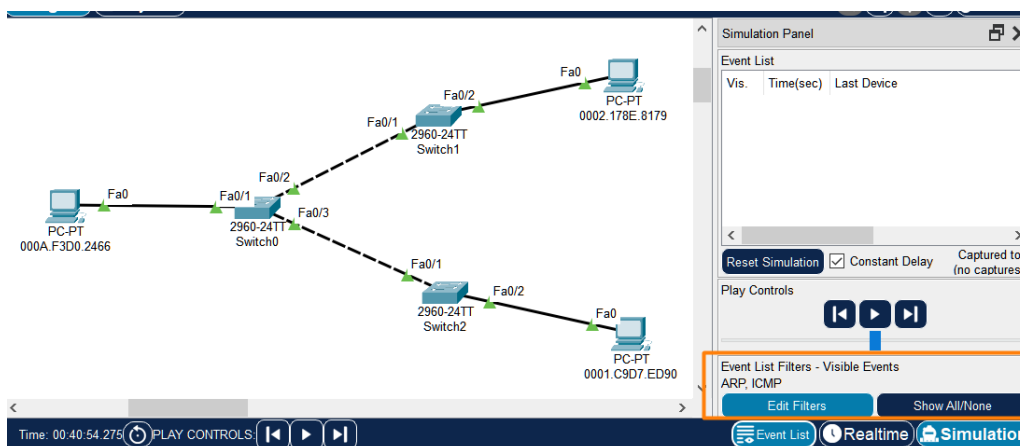 Simulation Panel
Event List
Vis. Time(sec) Last Device
Fa0
Fa0/2
PC-PT
0002.178E.8179
Fa0/1
2960-24TT
Switch1
Fa0/2
Fa0
Fa0/1
PC-PT
000A.F3D0.2466
2960-24TT
Switch0
Fa0/3
Fa0/1
Fa0/2
2960-24TT
Switch2
Fa0
PC-PT
0001.C9D7.ED90
Reset Simulation Constant Delay Captured to
(no captures
Play Controls
Event List Filters - Visible Events
ARP, ICMP
Edit Filters Show All/None
Time: 00:40:54.275 PLAY CONTROLS:
Event List Realtime Simulation